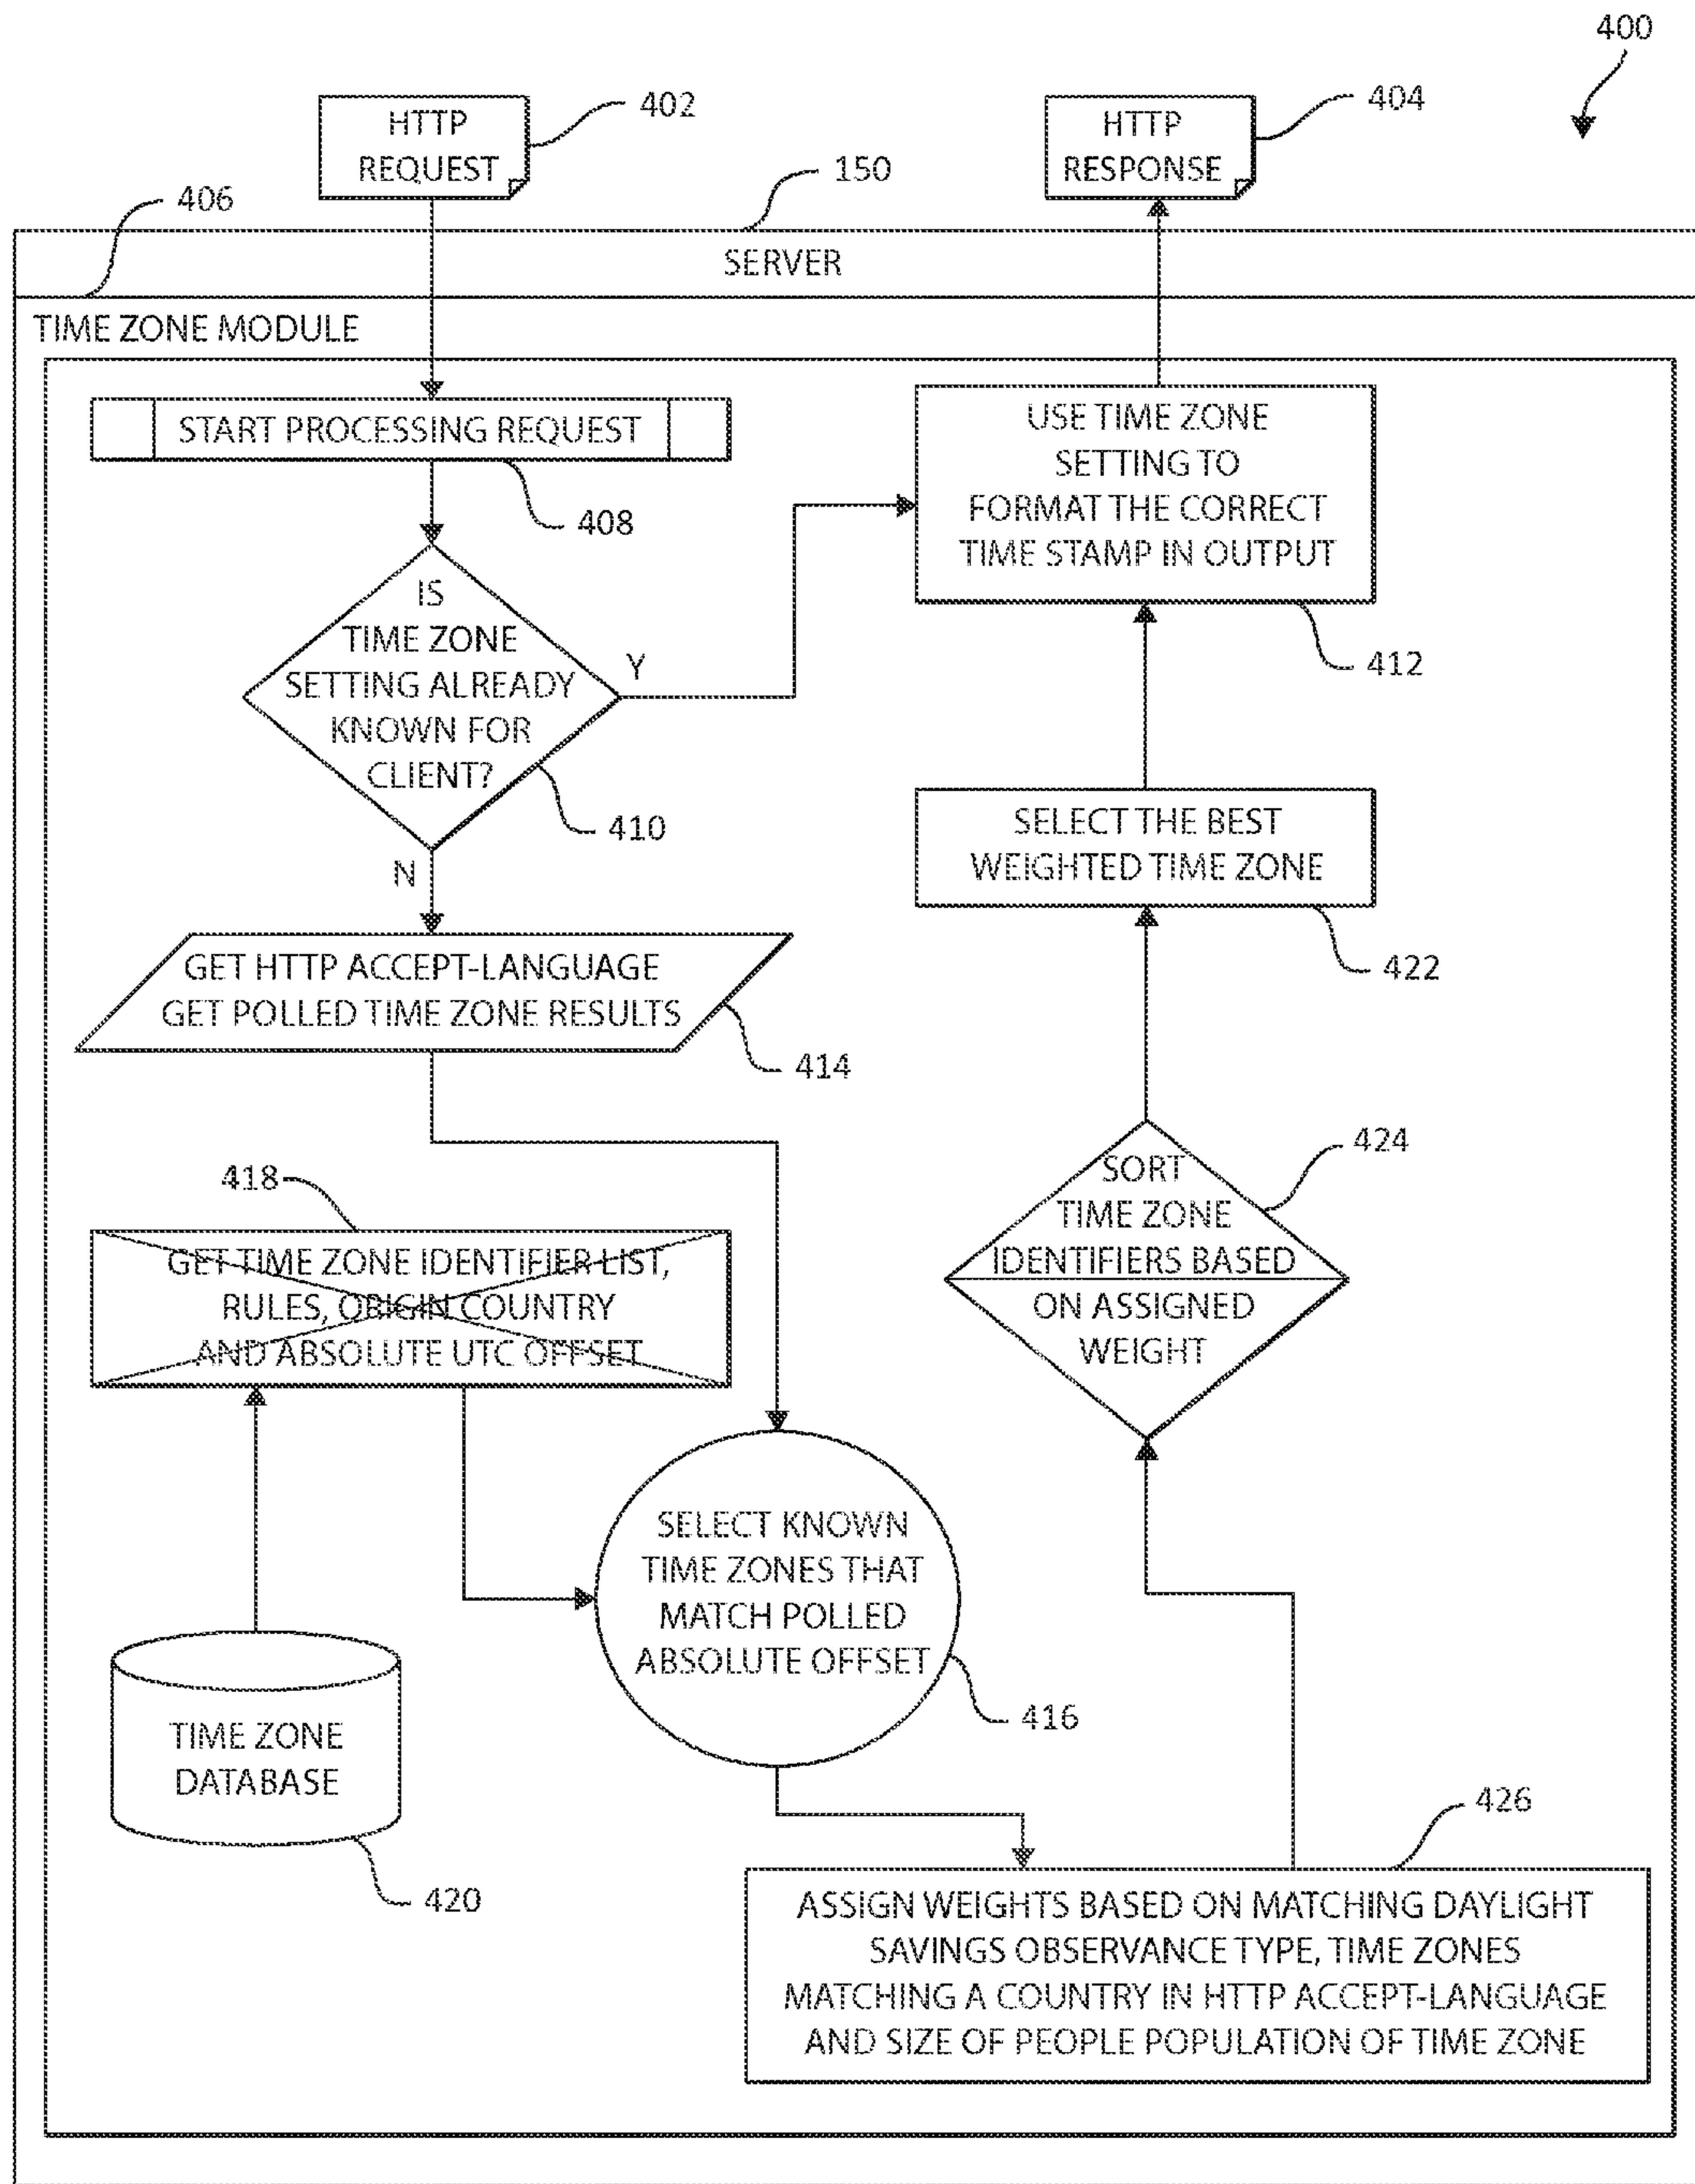 400
HTTP
REQUEST
402
HTTP
RESPONSE
404
406
150
SERVER
TIME ZONE MODULE
START PROCESSING REQUEST
408
USE TIME ZONE
SETTING TO
FORMAT THE CORRECT
TIME STAMP IN OUTPUT
412
IS
TIME ZONE
SETTING ALREADY
KNOWN FOR
CLIENT?
Y
410
N
SELECT THE BEST
WEIGHTED TIME ZONE
422
GET HTTP ACCEPT-LANGUAGE
GET POLLED TIME ZONE RESULTS
414
424
SORT
TIME ZONE
IDENTIFIERS BASED
ON ASSIGNED
WEIGHT
418
GET TIME ZONE IDENTIFIER LIST,
RULES, ORIGIN COUNTRY
AND ABSOLUTE UTC OFFSET
SELECT KNOWN
TIME ZONES THAT
MATCH POLLED
ABSOLUTE OFFSET
416
TIME ZONE
DATABASE
420
426
ASSIGN WEIGHTS BASED ON MATCHING DAYLIGHT
SAVINGS OBSERVANCE TYPE, TIME ZONES
MATCHING A COUNTRY IN HTTP ACCEPT-LANGUAGE
AND SIZE OF PEOPLE POPULATION OF TIME ZONE